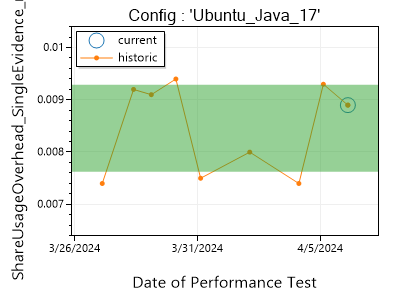 Config : 'Ubuntu_Java_17'
current
historic
0.01
0.009
0.008
0.007
3/26/2024
3/31/2024
4/5/2024
Date of Performance Test
ShareUsageOverhead_SingleEvidence_